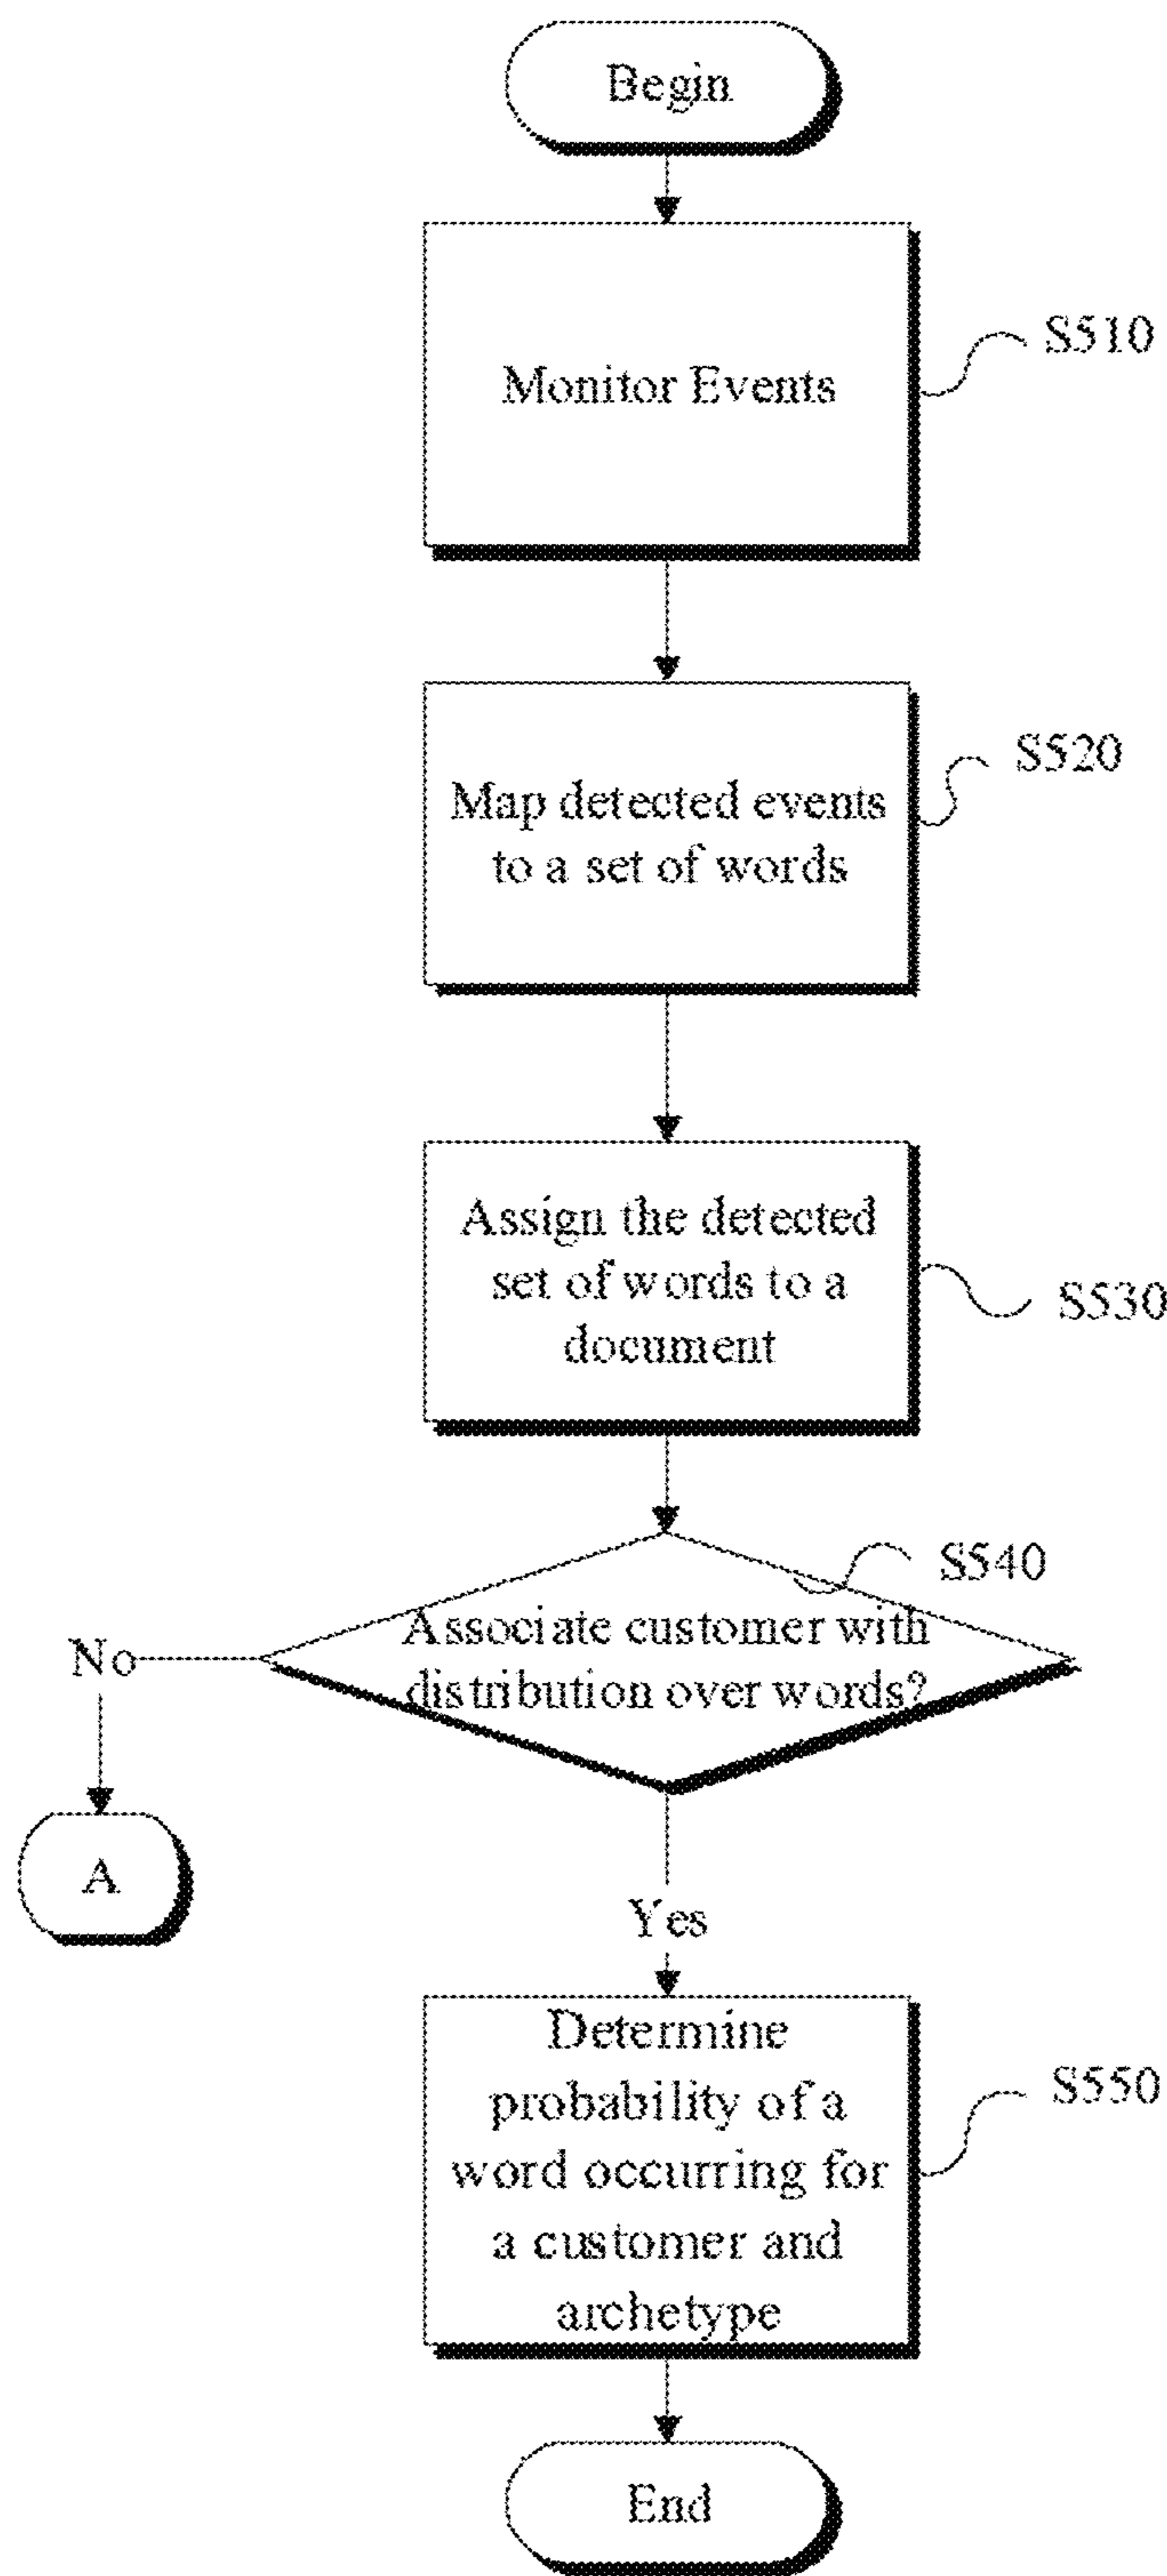 Begin
Monitor Events
S510
Map detected events
to a set of words
S520
Assign the detected
set of words to a
document
S530
S540
Associate customer with
distribution over words?
No
A
Yes
Determine
probability of a
word occurring for
a customer and
archetype
S550
End